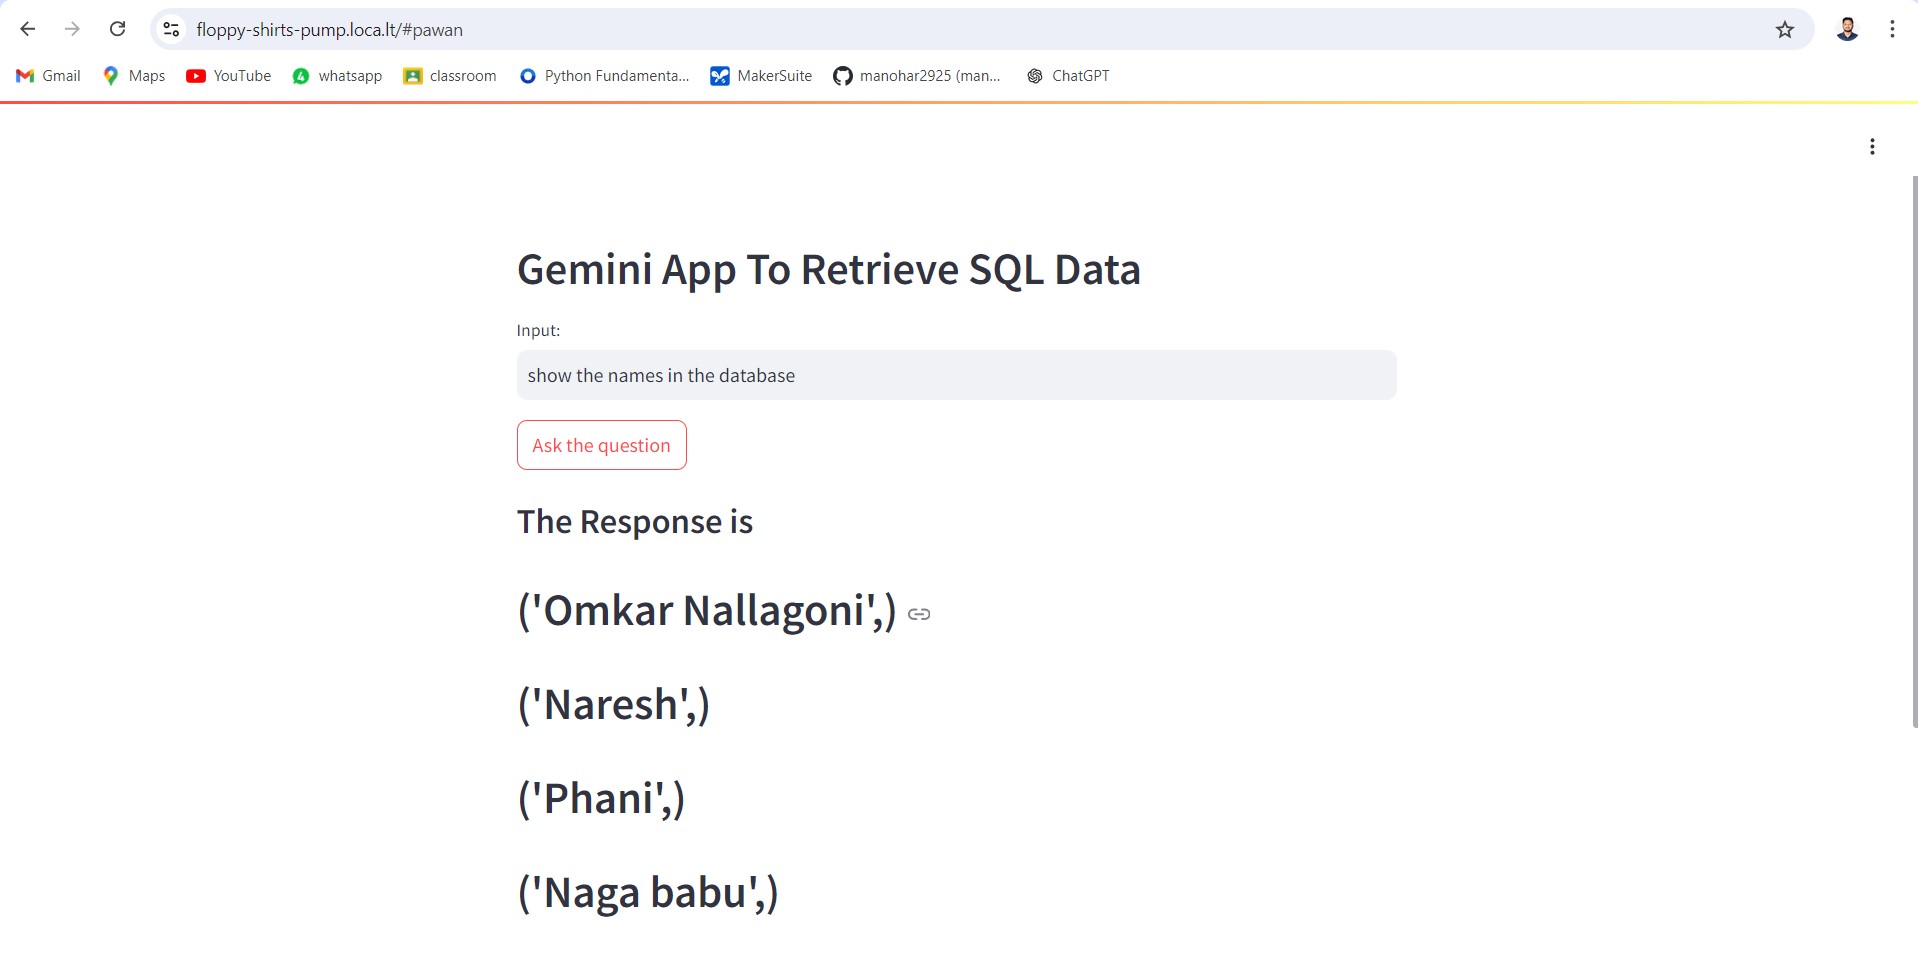 floppy-shirts-pump.loca.lt/#pawan
Gmail Maps YouTube whatsapp classroom Python Fundamenta... MakerSuite manohar2925 (man... ChatGPT
Gemini App To Retrieve SQL Data
Input:
show the names in the database
Ask the question
The Response is
('Omkar Nallagoni',)
('Naresh',)
('Phani',)
('Naga babu',)